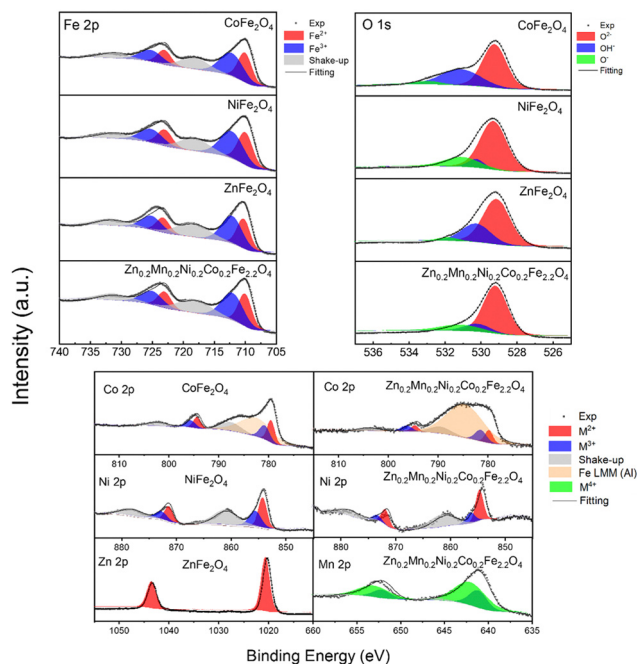 Fe 2p
CoFe₂O₄
NiFe₂O₄
ZnFe₂O₄
Zn₀.₂Mn₀.₂Ni₀.₂Co₀.₂Fe₂.₂O₄
740 735 730 725 720 715 710 705
Exp
Fe²⁺
Fe³⁺
Shake-up
Fitting
O 1s
CoFe₂O₄
NiFe₂O₄
ZnFe₂O₄
Zn₀.₂Mn₀.₂Ni₀.₂Co₀.₂Fe₂.₂O₄
536 534 532 530 528 526
Exp
O²⁻
OH⁻
O⁻
Fitting
Intensity (a.u.)
Co 2p
CoFe₂O₄
810 800 790 780
Ni 2p
NiFe₂O₄
880 870 860 850
Zn 2p
ZnFe₂O₄
1050 1040 1030 1020
Co 2p
Zn₀.₂Mn₀.₂Ni₀.₂Co₀.₂Fe₂.₂O₄
810 800 790 780
Ni 2p
Zn₀.₂Mn₀.₂Ni₀.₂Co₀.₂Fe₂.₂O₄
880 870 860 850
Mn 2p
Zn₀.₂Mn₀.₂Ni₀.₂Co₀.₂Fe₂.₂O₄
660 655 650 645 640 635
Exp
M²⁺
M³⁺
Shake-up
Fe LMM (Al)
M⁴⁺
Fitting
Binding Energy (eV)